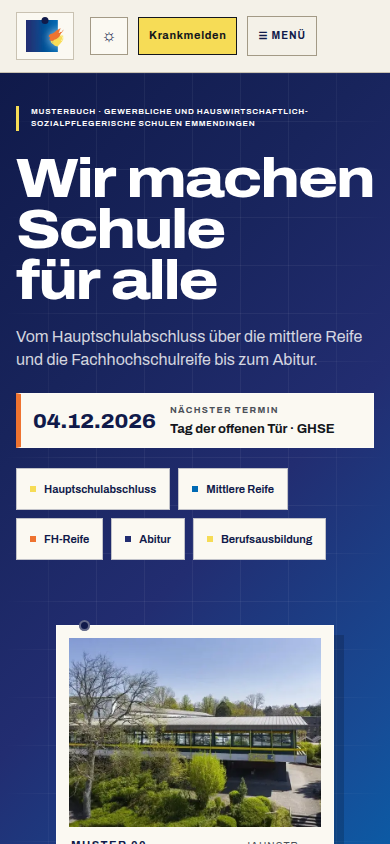 Krankmelden
☰ MENÜ
MUSTERBUCH · GEWERBLICHE UND HAUSWIRTSCHAFTLICH-
SOZIALPFLEGERISCHE SCHULEN EMMENDINGEN
Wir machen
Schule
für alle
Vom Hauptschulabschluss über die mittlere Reife
und die Fachhochschulreife bis zum Abitur.
04.12.2026
NÄCHSTER TERMIN
Tag der offenen Tür · GHSE
Hauptschulabschluss
Mittlere Reife
FH-Reife
Abitur
Berufsausbildung